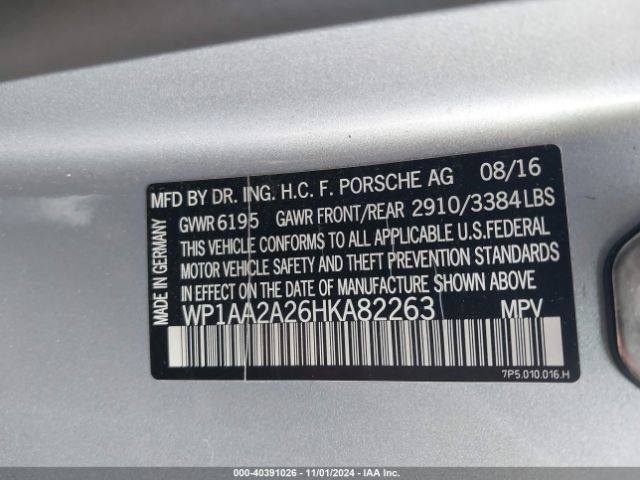 MFD BY DR. ING. H.C. F. PORSCHE AG 08/16
GVWR 6195 GAWR FRONT/REAR 2910/3384 LBS
THIS VEHICLE CONFORMS TO ALL APPLICABLE U.S.FEDERAL
MOTOR VEHICLE SAFETY AND THEFT PREVENTION STANDARDS
IN EFFECT ON THE DATE OF MANUFACTURE SHOWN ABOVE
WP1AA2A26HKA82263 MPV
MADE IN GERMANY
7P5.010.016.H
000-40391026 - 11/01/2024 - IAA Inc.